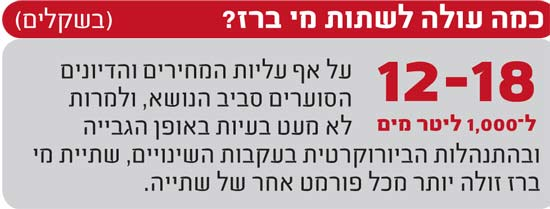 כמה עולה לשתות מי ברז? (בשקלים)
12-18
ל־1,000 ליטר מים
על אף עליות המחירים והדיונים
הסוערים סביב הנושא, ולמרות
לא מעט בעיות באופן הגבייה
ובהתנהלות הביורוקרטית בעקבות השינויים, שתיית מי
ברז זולה יותר מכל פורמט אחר של שתייה.